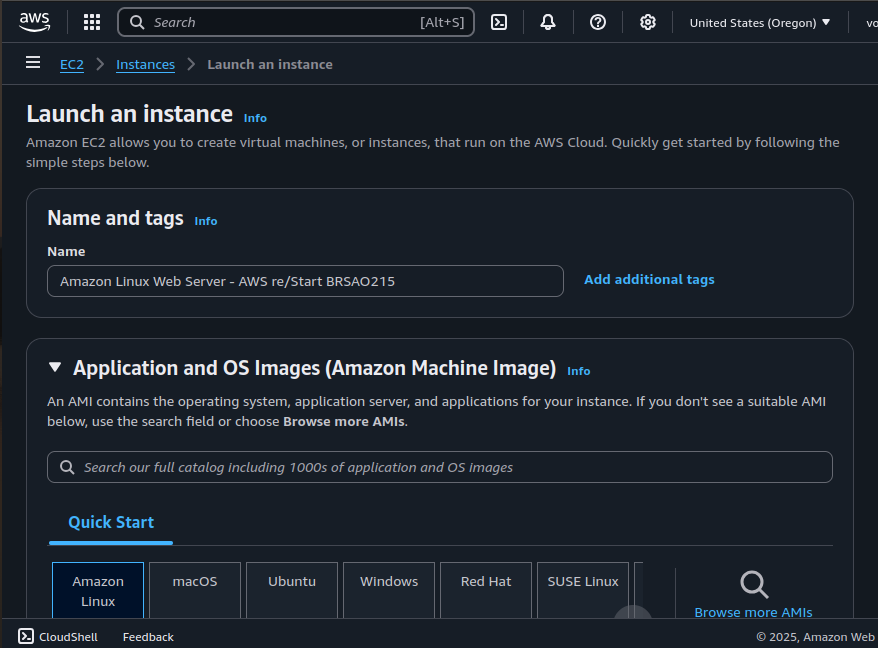 aws
Search [Alt+S]
United States (Oregon)
EC2 Instances Launch an instance
Launch an instance Info
Amazon EC2 allows you to create virtual machines, or instances, that run on the AWS Cloud. Quickly get started by following the
simple steps below.
Name and tags Info
Name
Amazon Linux Web Server - AWS re/Start BRSAO215
Add additional tags
Application and OS Images (Amazon Machine Image) Info
An AMI contains the operating system, application server, and applications for your instance. If you don't see a suitable AMI
below, use the search field or choose Browse more AMIs.
Search our full catalog including 1000s of application and OS images
Quick Start
Amazon
Linux
macOS
Ubuntu
Windows
Red Hat
SUSE Linux
Browse more AMIs
CloudShell Feedback
© 2025, Amazon Web